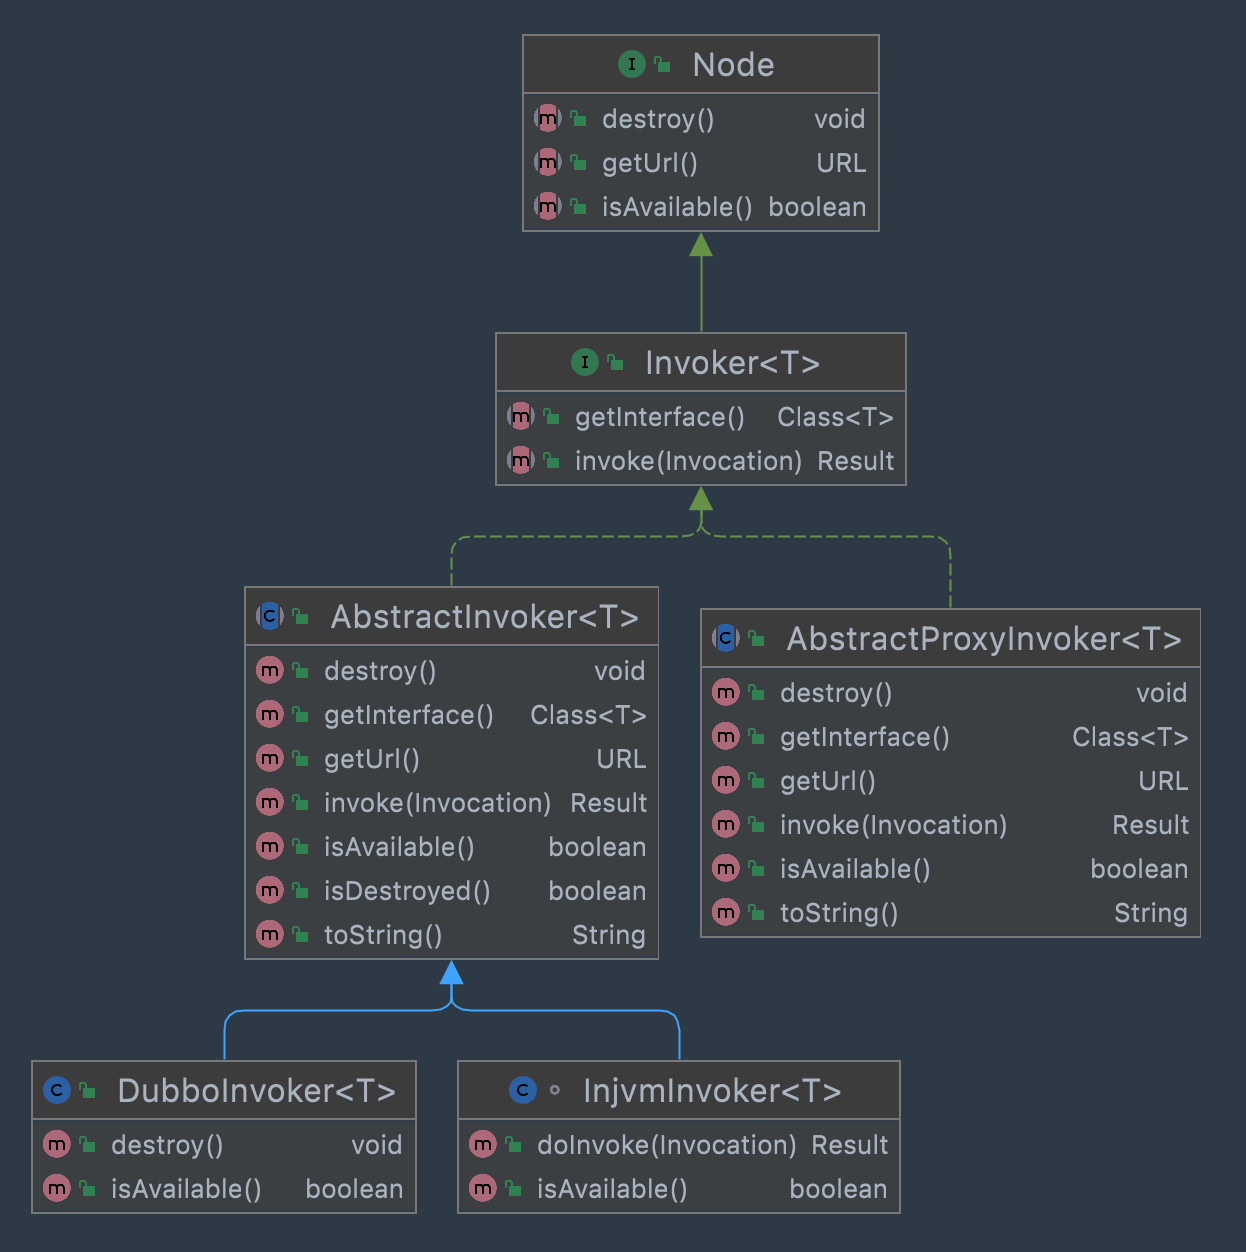 Node
destroy() void
getUrl() URL
isAvailable() boolean
Invoker<T>
getInterface() Class<T>
invoke(Invocation) Result
AbstractInvoker<T>
destroy() void
getInterface() Class<T>
getUrl() URL
invoke(Invocation) Result
isAvailable() boolean
isDestroyed() boolean
toString() String
AbstractProxyInvoker<T>
destroy() void
getInterface() Class<T>
getUrl() URL
invoke(Invocation) Result
isAvailable() boolean
toString() String
DubboInvoker<T>
destroy() void
isAvailable() boolean
InjvmInvoker<T>
doInvoke(Invocation) Result
isAvailable() boolean